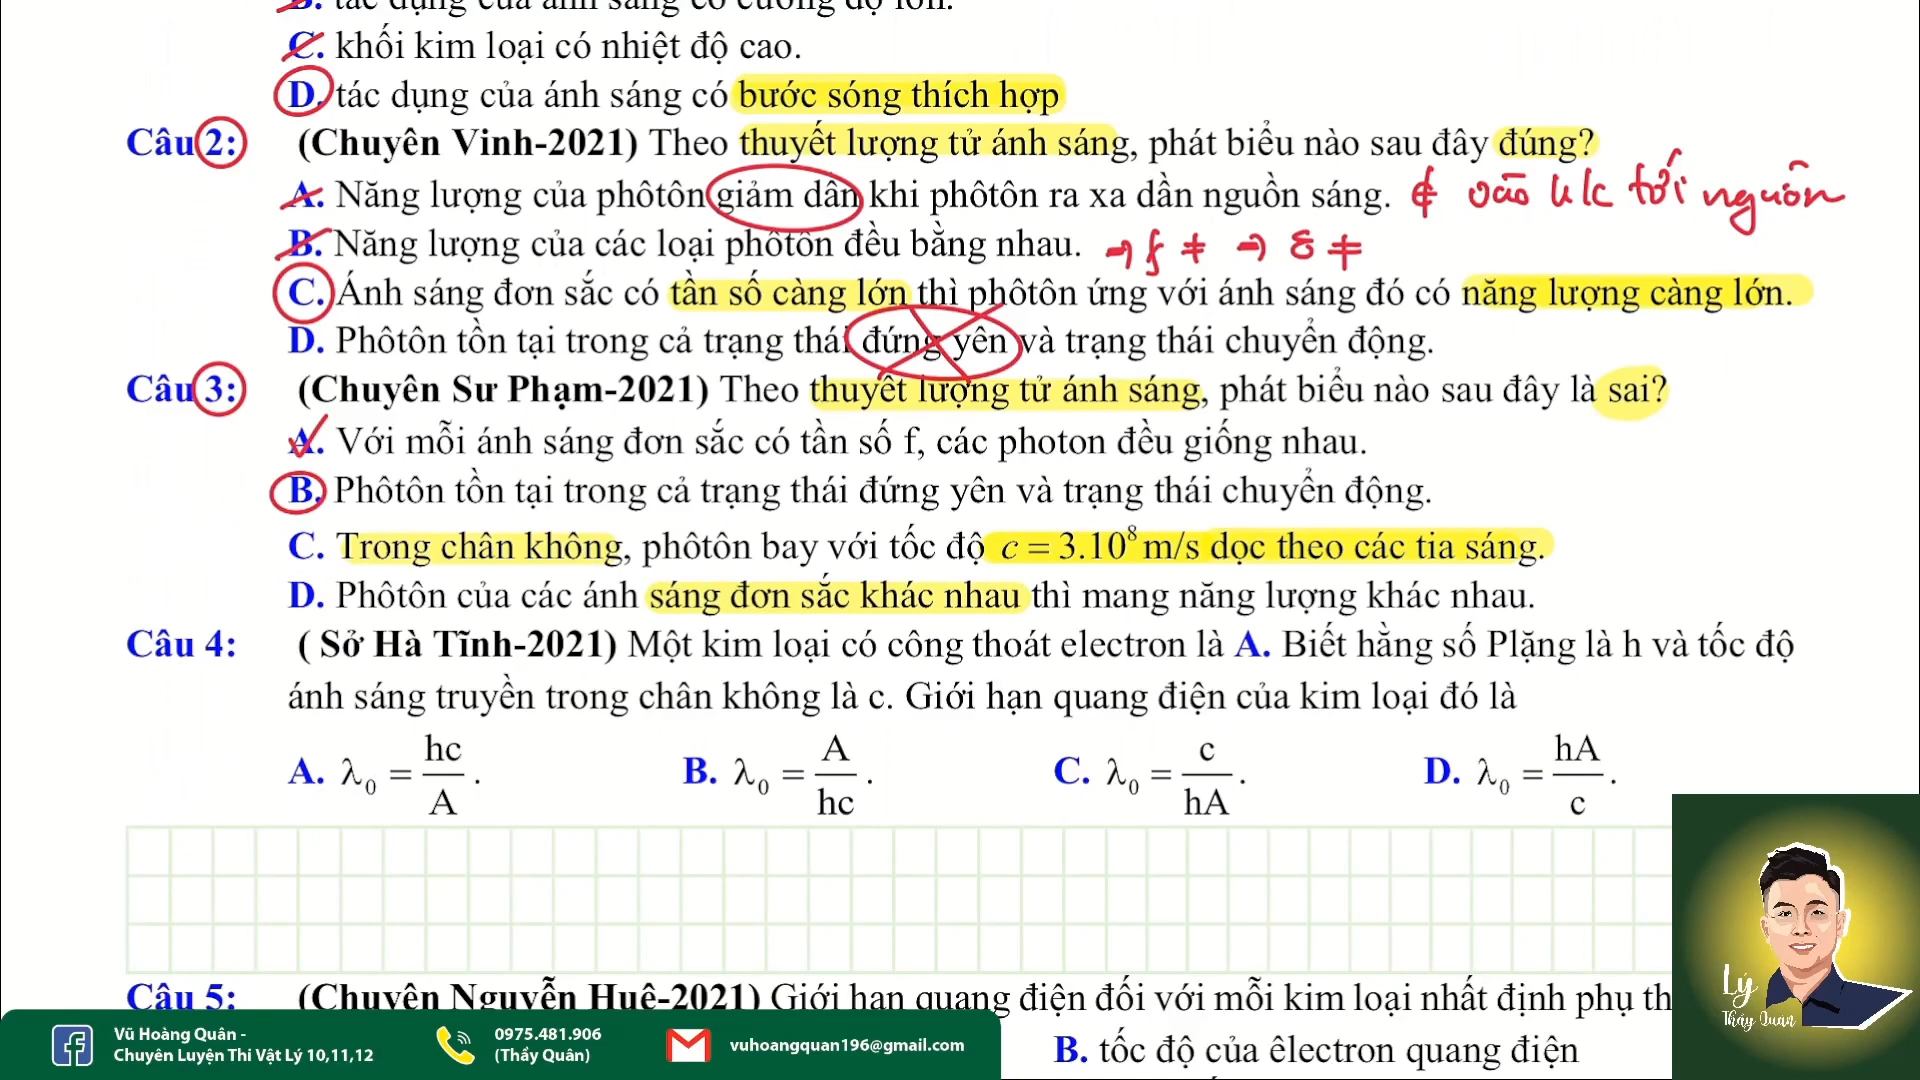 B. tác dụng của ánh sáng có cường độ lớn.
C. khối kim loại có nhiệt độ cao.
D. tác dụng của ánh sáng có bước sóng thích hợp
Câu 2: (Chuyên Vinh-2021) Theo thuyết lượng tử ánh sáng, phát biểu nào sau đây đúng?
A. Năng lượng của phôtôn giảm dần khi phôtôn ra xa dần nguồn sáng. ∉ vào k/c tới nguồn
B. Năng lượng của các loại phôtôn đều bằng nhau. → f ≠ → ε ≠
C. Ánh sáng đơn sắc có tần số càng lớn thì phôtôn ứng với ánh sáng đó có năng lượng càng lớn.
D. Phôtôn tồn tại trong cả trạng thái đứng yên và trạng thái chuyển động.
Câu 3: (Chuyên Sư Phạm-2021) Theo thuyết lượng tử ánh sáng, phát biểu nào sau đây là sai?
A. Với mỗi ánh sáng đơn sắc có tần số f, các photon đều giống nhau.
B. Phôtôn tồn tại trong cả trạng thái đứng yên và trạng thái chuyển động.
C. Trong chân không, phôtôn bay với tốc độ c = 3.10⁸ m/s dọc theo các tia sáng.
D. Phôtôn của các ánh sáng đơn sắc khác nhau thì mang năng lượng khác nhau.
Câu 4: ( Sở Hà Tĩnh-2021) Một kim loại có công thoát electron là A. Biết hằng số Plặng là h và tốc độ
ánh sáng truyền trong chân không là c. Giới hạn quang điện của kim loại đó là
A. λ₀ = hc/A. B. λ₀ = A/hc. C. λ₀ = c/hA. D. λ₀ = hA/c.
Câu 5: (Chuyên Nguyễn Huệ-2021) Giới hạn quang điện đối với mỗi kim loại nhất định phụ th
B. tốc độ của êlectron quang điện
Vũ Hoàng Quân -
Chuyên Luyện Thi Vật Lý 10,11,12
0975.481.906
(Thầy Quân)
vuhoangquan196@gmail.com
Lý
Thầy Quân